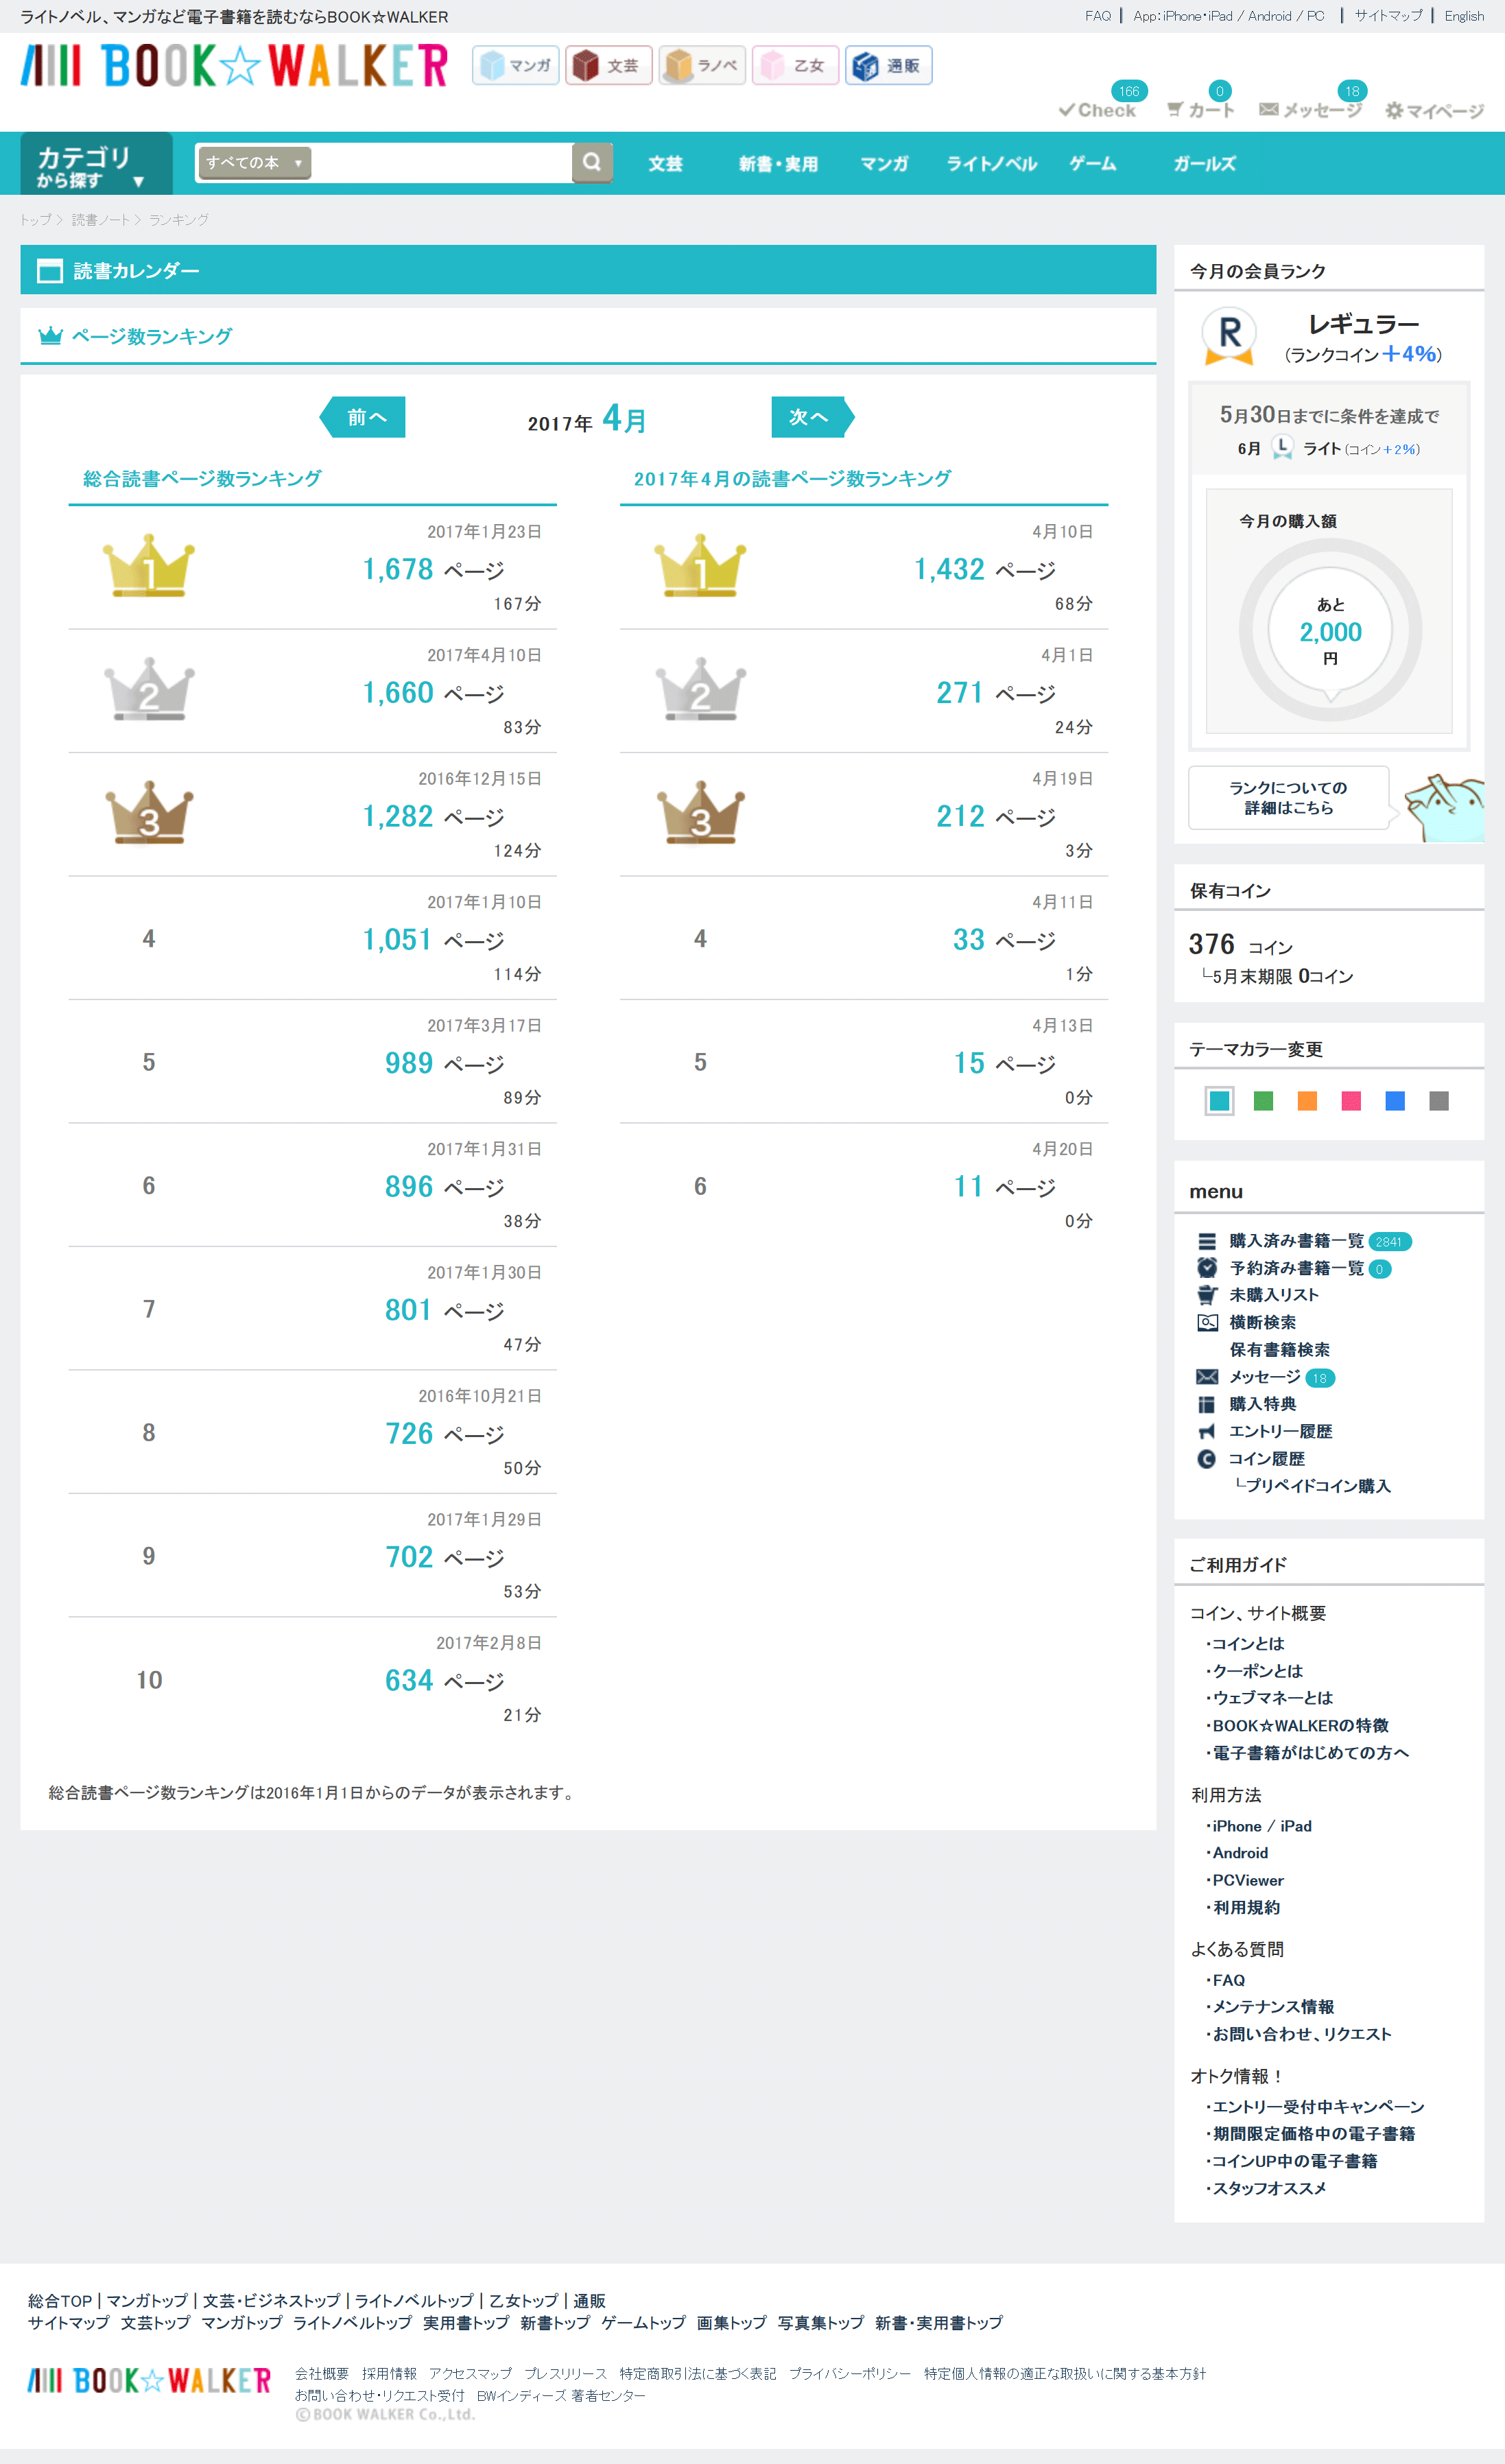 ライトノベル、マンガなど電子書籍を読むならBOOK☆WALKER
FAQ | App:iPhone・iPad / Android / PC | サイトマップ | English
BOOK☆WALKER
マンガ 文芸 ラノベ 乙女 通販
166 0 18
Check カート メッセージ マイページ
カテゴリ
から探す ▼
すべての本 ▼
文芸 新書・実用 マンガ ライトノベル ゲーム ガールズ
トップ 〉 読書ノート 〉 ランキング
読書カレンダー
ページ数ランキング
前へ
2017年 4月
次へ
総合読書ページ数ランキング
2017年1月23日
1
1,678 ページ
167分
2017年4月10日
2
1,660 ページ
83分
2016年12月15日
3
1,282 ページ
124分
2017年1月10日
4
1,051 ページ
114分
2017年3月17日
5
989 ページ
89分
2017年1月31日
6
896 ページ
38分
2017年1月30日
7
801 ページ
47分
2016年10月21日
8
726 ページ
50分
2017年1月29日
9
702 ページ
53分
2017年2月8日
10
634 ページ
21分
2017年4月の読書ページ数ランキング
4月10日
1
1,432 ページ
68分
4月1日
2
271 ページ
24分
4月19日
3
212 ページ
3分
4月11日
4
33 ページ
1分
4月13日
5
15 ページ
0分
4月20日
6
11 ページ
0分
総合読書ページ数ランキングは2016年1月1日からのデータが表示されます。
今月の会員ランク
R
レギュラー
(ランクコイン+4%)
5月30日までに条件を達成で
6月 L ライト(コイン+2%)
今月の購入額
あと
2,000
円
ランクについての
詳細はこちら
保有コイン
376 コイン
└5月末期限 0コイン
テーマカラー変更
menu
購入済み書籍一覧 2841
予約済み書籍一覧 0
未購入リスト
横断検索
保有書籍検索
メッセージ 18
購入特典
エントリー履歴
コイン履歴
└プリペイドコイン購入
ご利用ガイド
コイン、サイト概要
・コインとは
・クーポンとは
・ウェブマネーとは
・BOOK☆WALKERの特徴
・電子書籍がはじめての方へ
利用方法
・iPhone / iPad
・Android
・PCViewer
・利用規約
よくある質問
・FAQ
・メンテナンス情報
・お問い合わせ、リクエスト
オトク情報！
・エントリー受付中キャンペーン
・期間限定価格中の電子書籍
・コインUP中の電子書籍
・スタッフオススメ
総合TOP | マンガトップ | 文芸・ビジネストップ | ライトノベルトップ | 乙女トップ | 通販
サイトマップ 文芸トップ マンガトップ ライトノベルトップ 実用書トップ 新書トップ ゲームトップ 画集トップ 写真集トップ 新書・実用書トップ
BOOK☆WALKER
会社概要 採用情報 アクセスマップ プレスリリース 特定商取引法に基づく表記 プライバシーポリシー 特定個人情報の適正な取扱いに関する基本方針
お問い合わせ・リクエスト受付 BWインディーズ 著者センター
©BOOK WALKER Co.,Ltd.